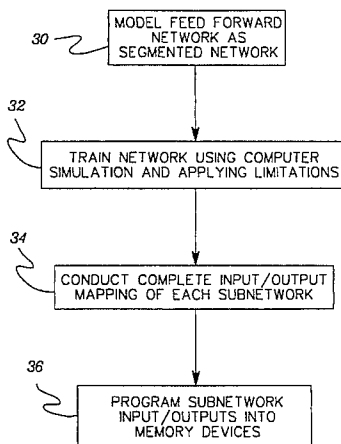 30
MODEL FEED FORWARD
NETWORK AS
SEGMENTED NETWORK
32
TRAIN NETWORK USING COMPUTER
SIMULATION AND APPLYING LIMITATIONS
34
CONDUCT COMPLETE INPUT/OUTPUT
MAPPING OF EACH SUBNETWORK
36
PROGRAM SUBNETWORK
INPUT/OUTPUTS INTO
MEMORY DEVICES